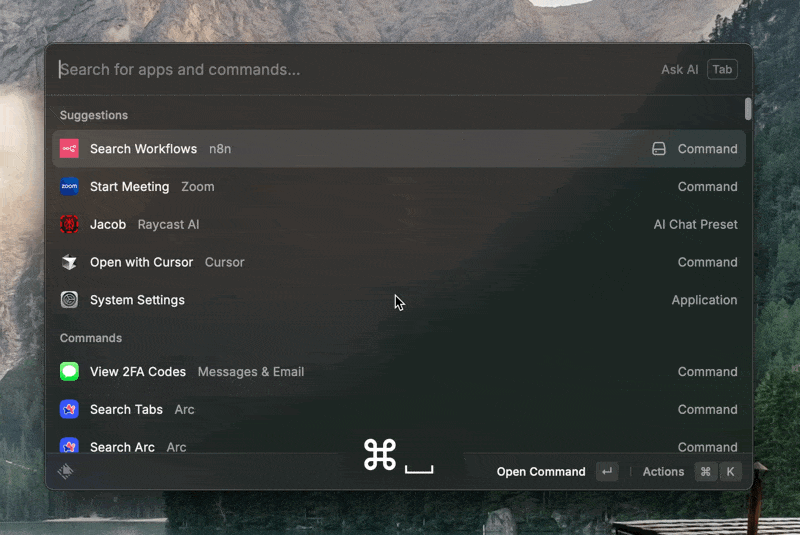 Search for apps and commands... Ask AI Tab
Suggestions
Search Workflows n8n Command
zoom Start Meeting Zoom Command
Jacob Raycast AI AI Chat Preset
Open with Cursor Cursor Command
System Settings Application
Commands
View 2FA Codes Messages & Email Command
Search Tabs Arc Command
Search Arc Arc Command
⌘ ⎵
Open Command ↵ Actions ⌘ K